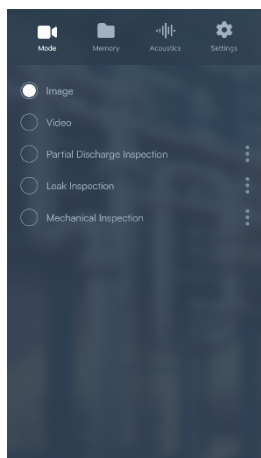 Mode Memory Acoustics Settings
Image
Video
Partial Discharge Inspection
Leak Inspection
Mechanical Inspection